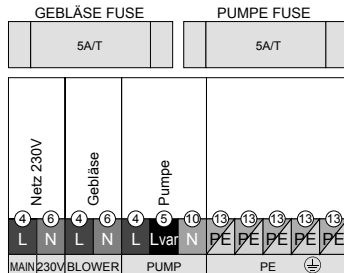 GEBLÄSE FUSE PUMPE FUSE
5A/T 5A/T
Netz 230V Gebläse Pumpe
4 6 4 6 4 5 10 13 13 13 13 13
L N L N L Lvar N PE PE PE PE PE
MAIN 230V BLOWER PUMP PE